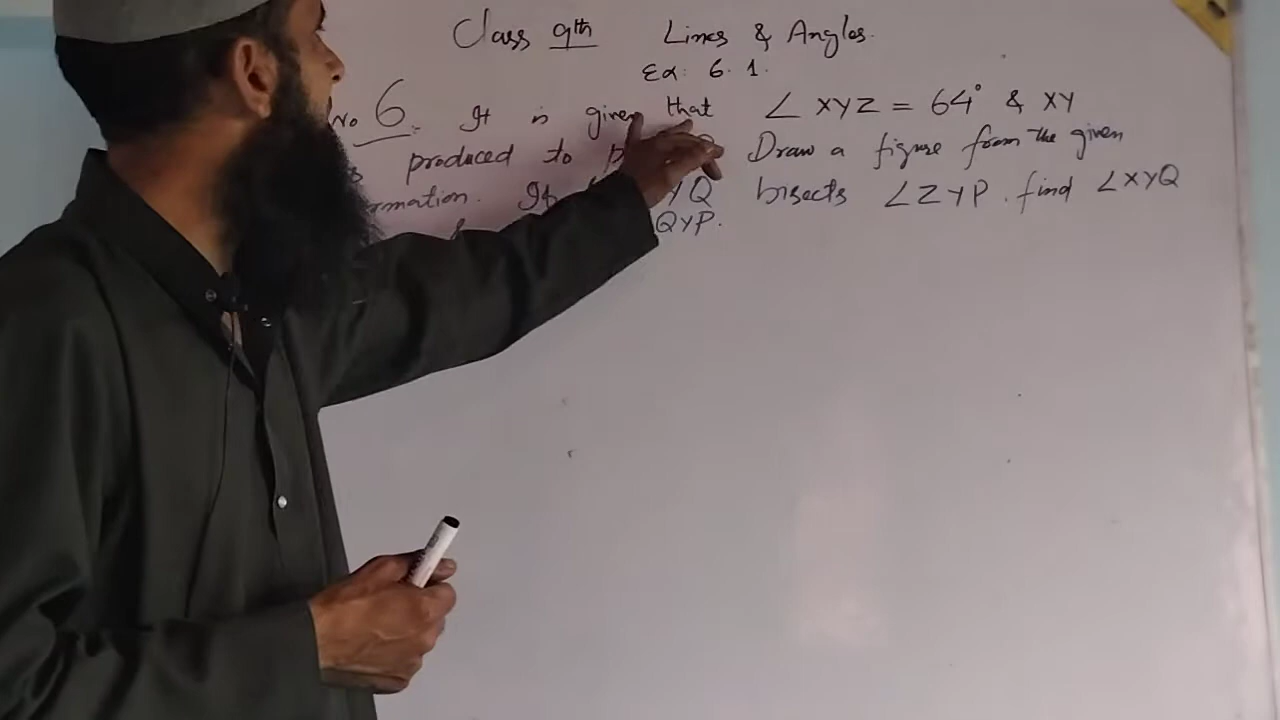 Class 9th Lines & Angles.
Ex: 6.1.
No 6. It is given that ∠XYZ = 64° & XY
produced to Draw a figure from the given
If YQ bisects ∠ZYP. find ∠XYQ
QYP.